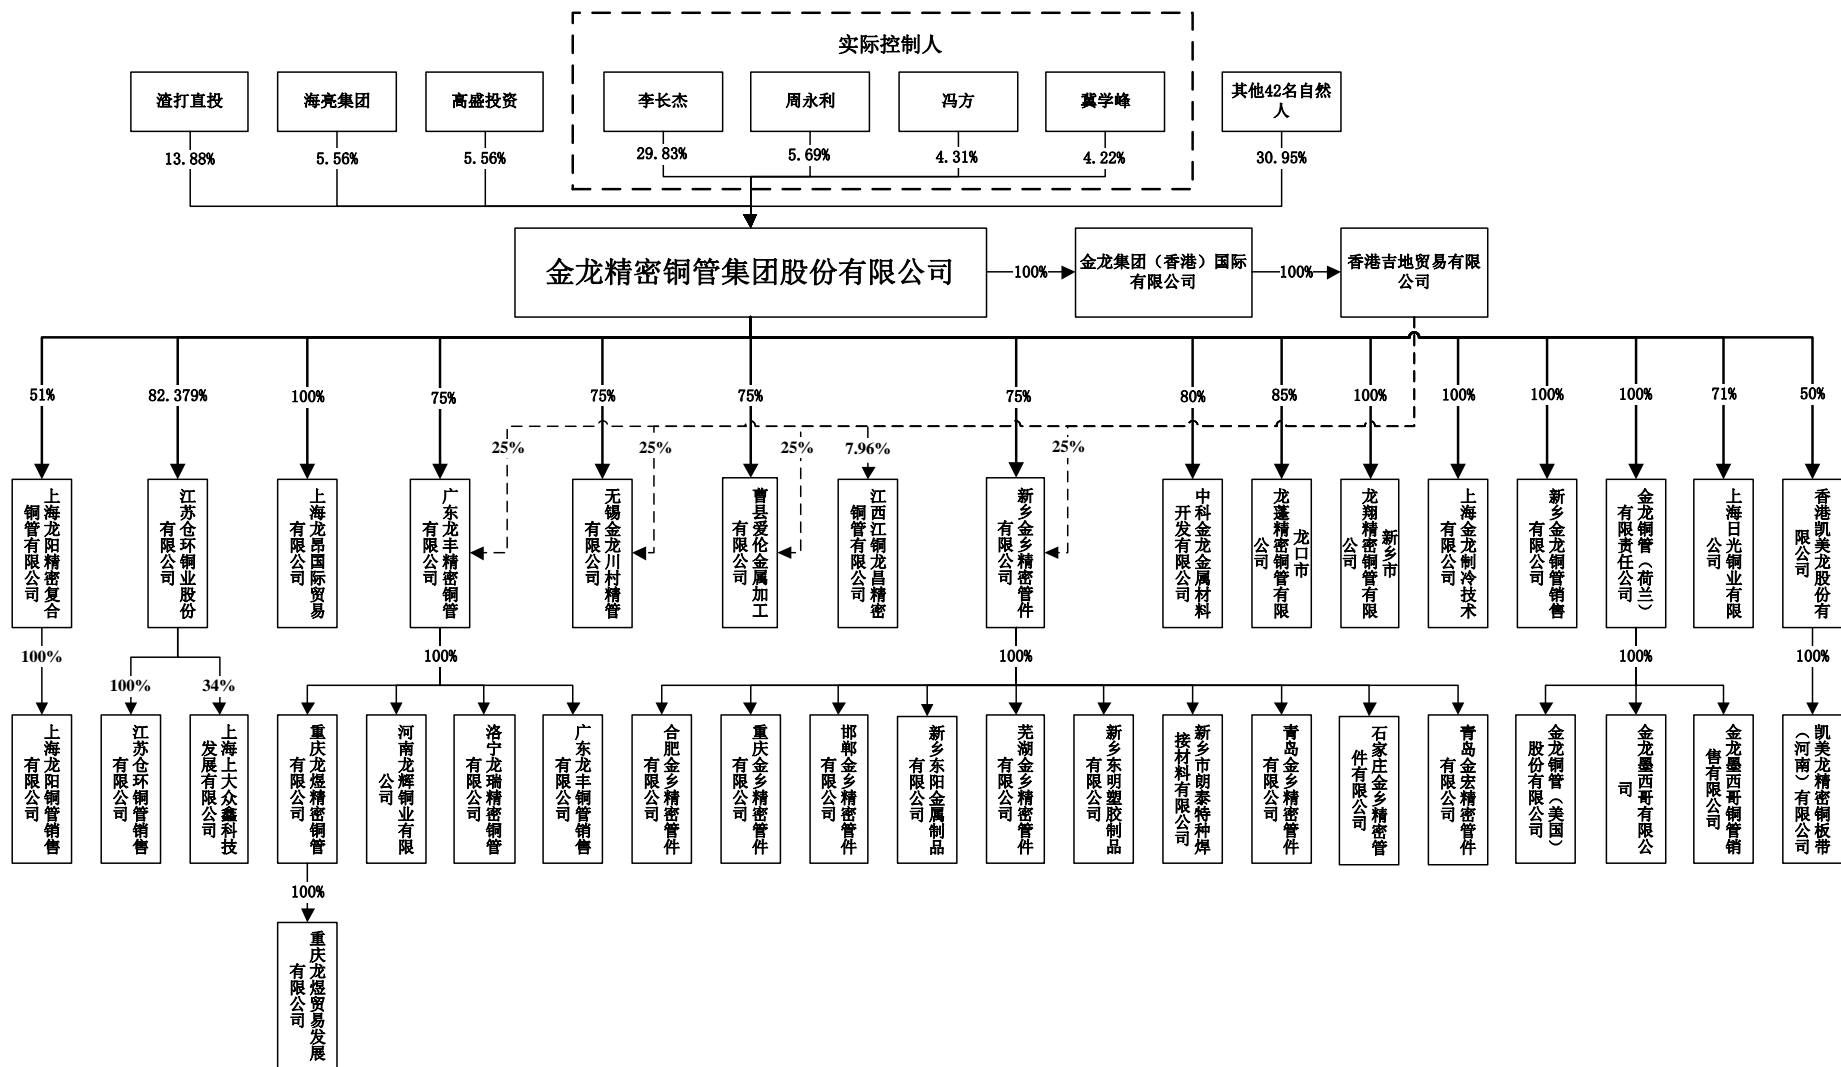 实际控制人
渣打直投
海亮集团
高盛投资
李长杰
周永利
冯方
冀学峰
其他42名自然
人
13.88%
5.56%
5.56%
29.83%
5.69%
4.31%
4.22%
30.95%
金龙精密铜管集团股份有限公司
100%
金龙集团（香港）国际
有限公司
100%
香港吉地贸易有限
公司
51%
82.379%
100%
75%
75%
75%
75%
80%
85%
100%
100%
100%
100%
71%
50%
25%
25%
25%
7.96%
25%
上海龙阳精密复合
铜管有限公司
江苏仓环铜业股份
有限公司
上海龙昂国际贸易
有限公司
广东龙丰精密铜管
有限公司
无锡金龙川村精管
有限公司
曹县爱伦金属加工
有限公司
江西江铜龙昌精密
铜管有限公司
新乡金乡精密管件
有限公司
中科金龙金属材料
开发有限公司
龙口市
龙蓬精密铜管有限
公司
新乡市
龙翔精密铜管有限
公司
上海金龙制冷技术
有限公司
新乡金龙铜管销售
有限公司
金龙铜管（荷兰）
有限责任公司
上海日光铜业有限
公司
香港凯美龙股份有
限公司
100%
100%
34%
100%
100%
100%
100%
上海龙阳铜管销售
有限公司
江苏仓环铜管销售
有限公司
上海上大众鑫科技
发展有限公司
重庆龙煜精密铜管
有限公司
河南龙辉铜业有限
公司
洛宁龙瑞精密铜管
有限公司
广东龙丰铜管销售
有限公司
合肥金乡精密管件
有限公司
重庆金乡精密管件
有限公司
邯郸金乡精密管件
有限公司
新乡东阳金属制品
有限公司
芜湖金乡精密管件
有限公司
新乡东明塑胶制品
有限公司
新乡市朗泰特种焊
接材料有限公司
青岛金乡精密管件
有限公司
石家庄金乡精密管
件有限公司
青岛金宏精密管件
有限公司
金龙铜管（美国）
股份有限公司
金龙墨西哥有限公
司
金龙墨西哥铜管销
售有限公司
凯美龙精密铜板带
（河南）有限公司
100%
重庆龙煜贸易发展
有限公司